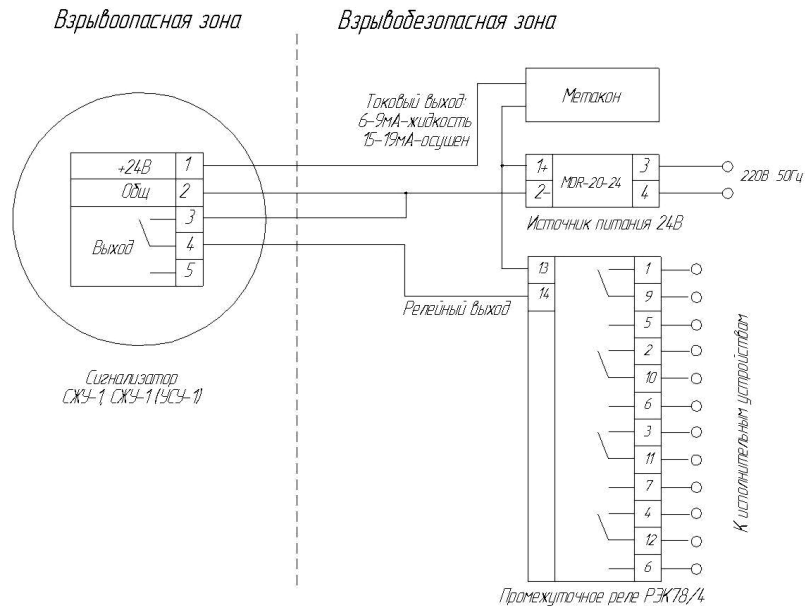 Взрывоопасная зона
Взрывобезопасная зона
Токовый выход:
6-9мА-жидкость
15-19мА-осушен
Метакон
+24В 1
Общ 2
3
Выход 4
5
1+ MDR-20-24 3
2- 4
220В 50Гц
Источник питания 24В
Релейный выход
13
14
1
9
5
2
10
6
3
11
7
4
12
6
К исполнительным устройствам
Сигнализатор
СЖУ-1, СЖУ-1 (УСУ-1)
Промежуточное реле РЭК78/4